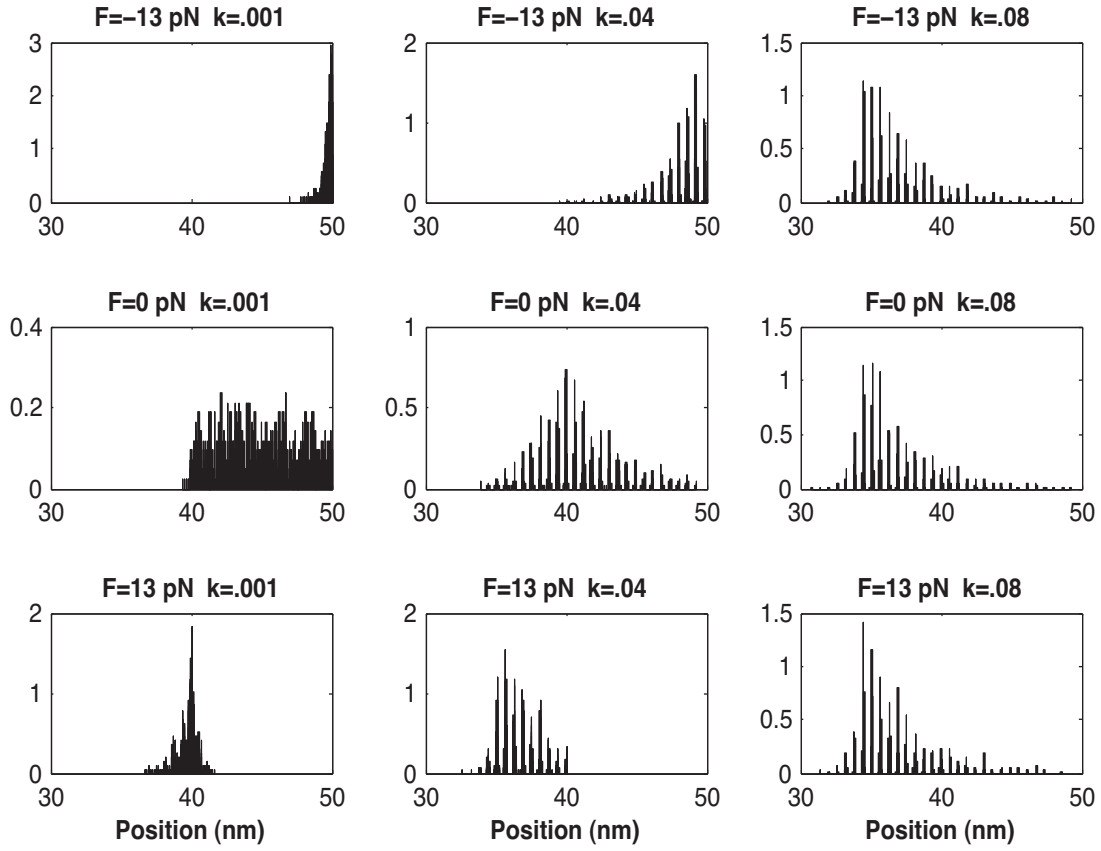 F=−13 pN k=.001
F=−13 pN k=.04
F=−13 pN k=.08
3
2
1
0
30 40 50
2
1
0
30 40 50
1.5
1
0.5
0
30 40 50
F=0 pN k=.001
F=0 pN k=.04
F=0 pN k=.08
0.4
0.2
0
30 40 50
1
0.5
0
30 40 50
1.5
1
0.5
0
30 40 50
F=13 pN k=.001
F=13 pN k=.04
F=13 pN k=.08
2
1
0
30 40 50
2
1
0
30 40 50
1.5
1
0.5
0
30 40 50
Position (nm)
Position (nm)
Position (nm)